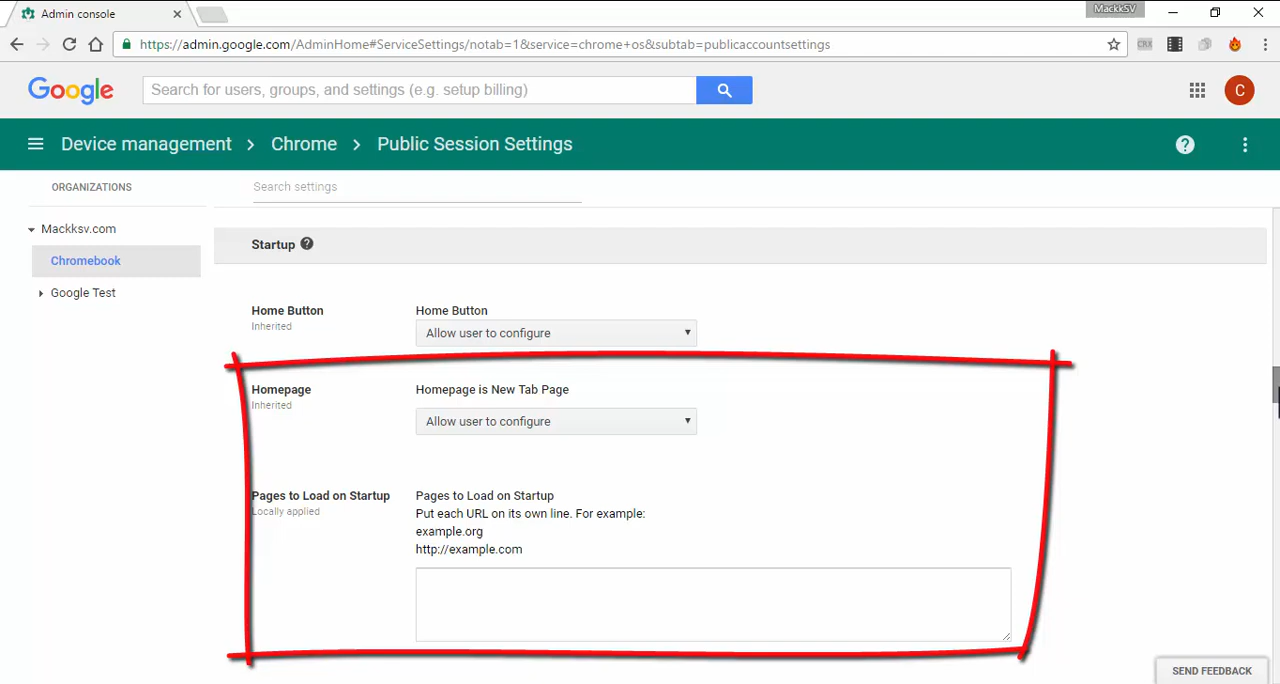 Admin console
MackkSV
https://admin.google.com/AdminHome#ServiceSettings/notab=1&service=chrome+os&subtab=publicaccountsettings
CRX
Google
Search for users, groups, and settings (e.g. setup billing)
C
Device management > Chrome > Public Session Settings
ORGANIZATIONS
Search settings
Mackksv.com
Chromebook
Google Test
Startup
Home Button
Inherited
Home Button
Allow user to configure
Homepage
Inherited
Homepage is New Tab Page
Allow user to configure
Pages to Load on Startup
Locally applied
Pages to Load on Startup
Put each URL on its own line. For example:
example.org
http://example.com
SEND FEEDBACK